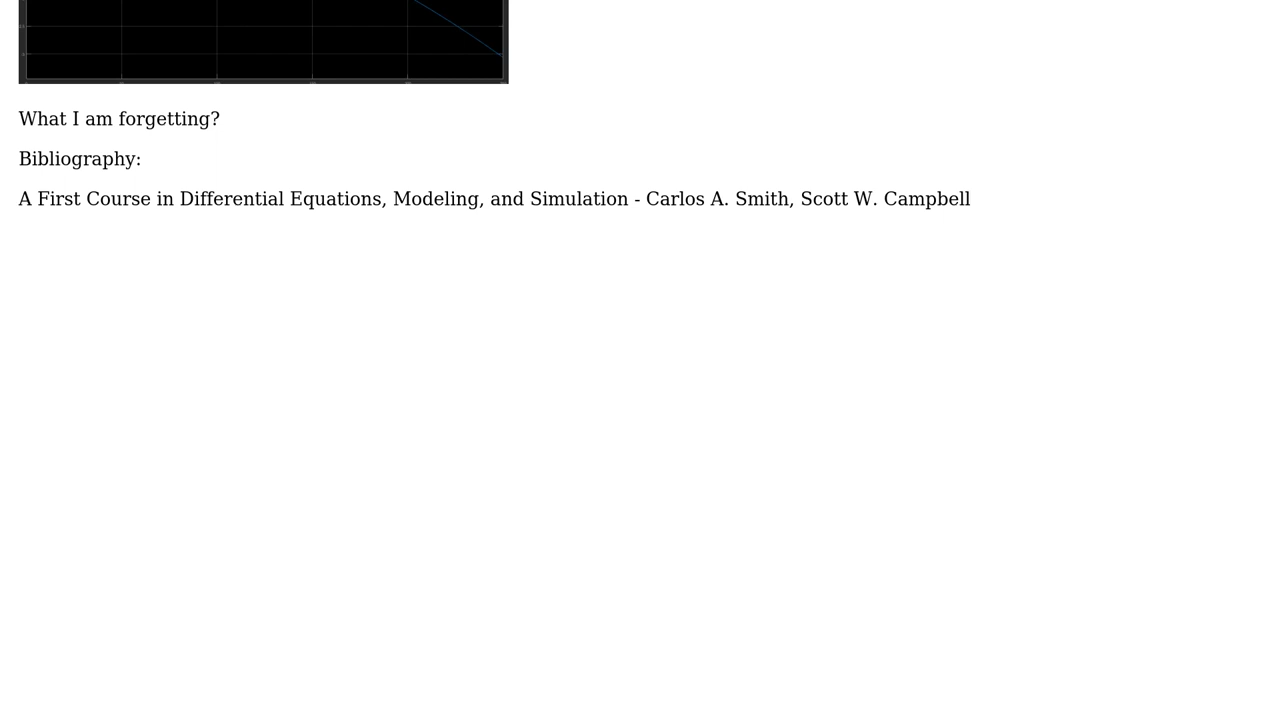 What I am forgetting?
Bibliography:
A First Course in Differential Equations, Modeling, and Simulation - Carlos A. Smith, Scott W. Campbell